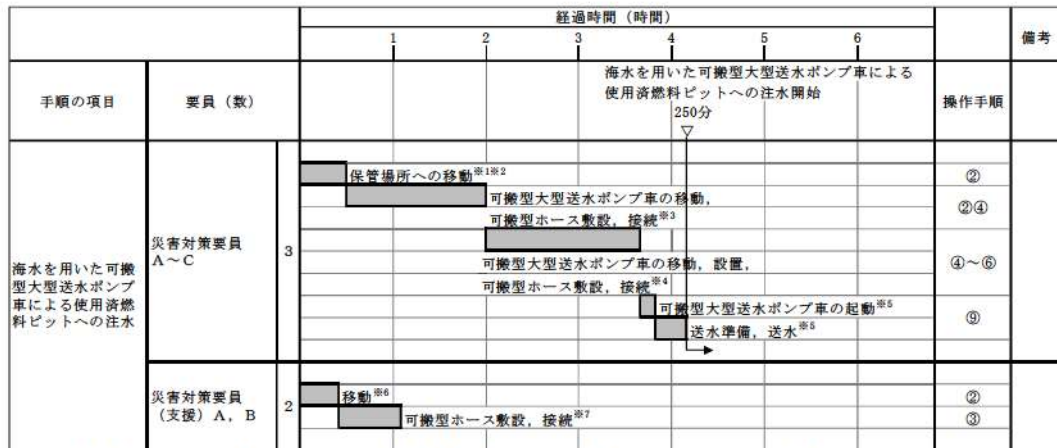 経過時間（時間）
1 2 3 4 5 6
備考
手順の項目
要員（数）
操作手順
海水を用いた可搬型大型送水ポンプ車による
使用済燃料ピットへの注水開始
250分
▽
海水を用いた可搬
型大型送水ポンプ
車による使用済燃
料ピットへの注水
災害対策要員
A～C
3
保管場所への移動※1※2
②
可搬型大型送水ポンプ車の移動，
可搬型ホース敷設，接続※3
②④
可搬型大型送水ポンプ車の移動，設置，
可搬型ホース敷設，接続※4
④～⑥
可搬型大型送水ポンプ車の起動※5
送水準備，送水※5
⑨
災害対策要員
（支援）A，B
2
移動※6
②
可搬型ホース敷設，接続※7
③